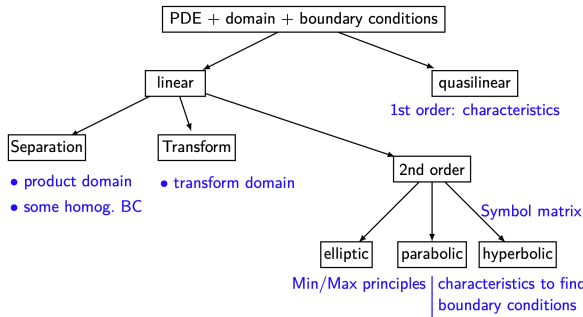 PDE + domain + boundary conditions
linear
quasilinear
1st order: characteristics
Separation
Transform
2nd order
• product domain
• transform domain
• some homog. BC
Symbol matrix
elliptic
parabolic
hyperbolic
Min/Max principles
characteristics to find
boundary conditions